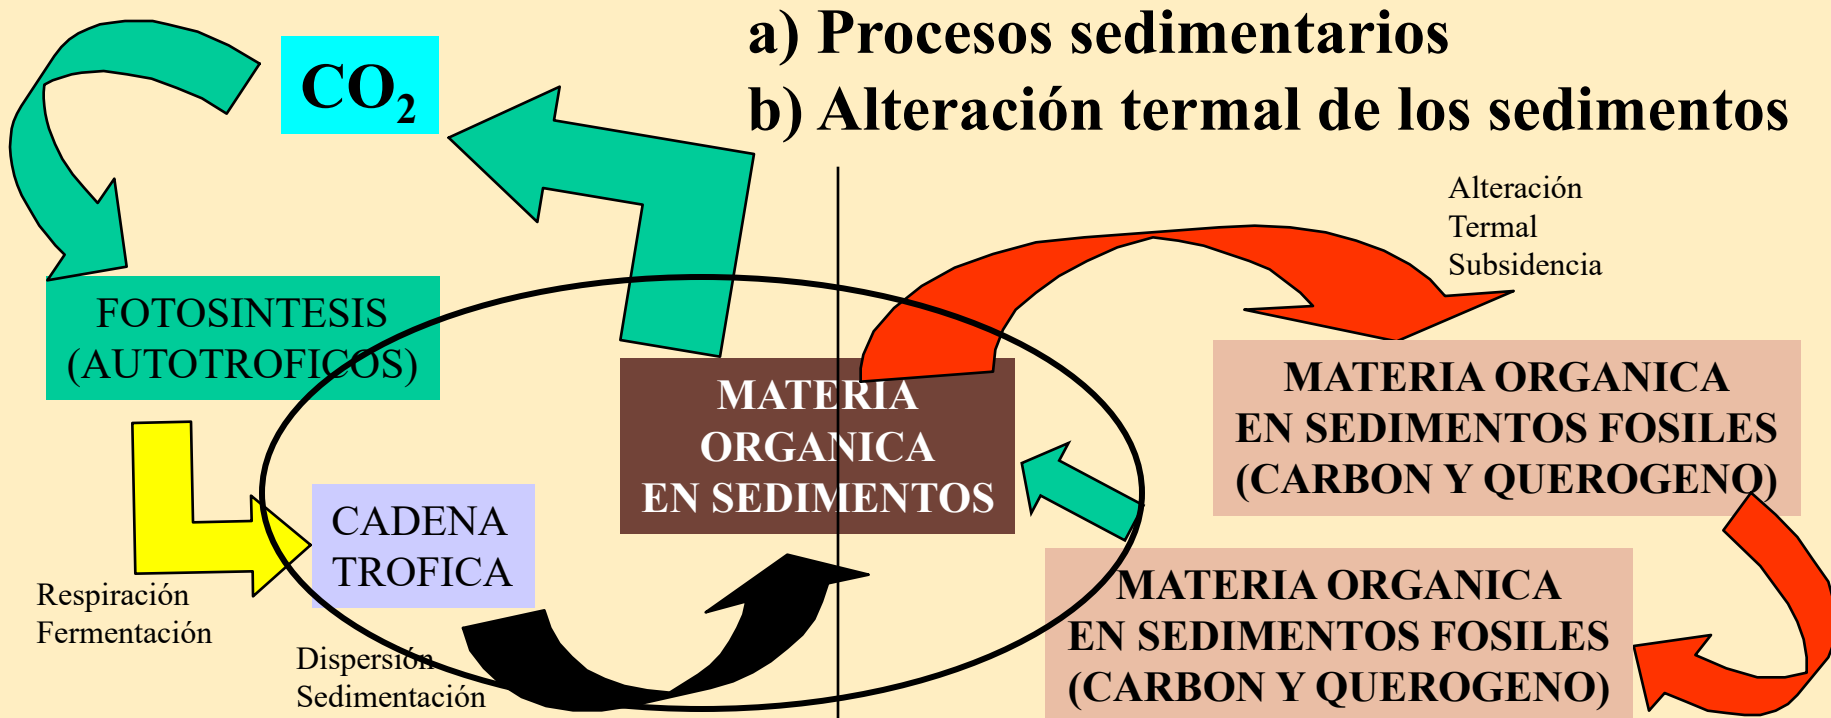 a) Procesos sedimentarios
b) Alteración termal de los sedimentos
CO₂
Alteración
Termal
Subsidencia
FOTOSINTESIS
(AUTOTROFICOS)
MATERIA
ORGANICA
EN SEDIMENTOS
MATERIA ORGANICA
EN SEDIMENTOS FOSILES
(CARBON Y QUEROGENO)
CADENA
TROFICA
Respiración
Fermentación
Dispersión
Sedimentación
MATERIA ORGANICA
EN SEDIMENTOS FOSILES
(CARBON Y QUEROGENO)